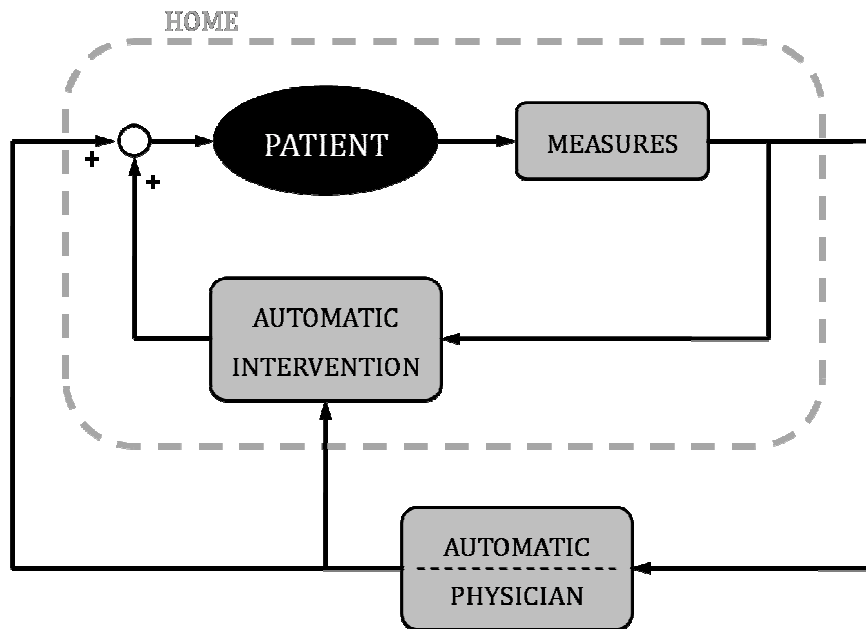 HOME
PATIENT
MEASURES
+
+
AUTOMATIC
INTERVENTION
AUTOMATIC
PHYSICIAN